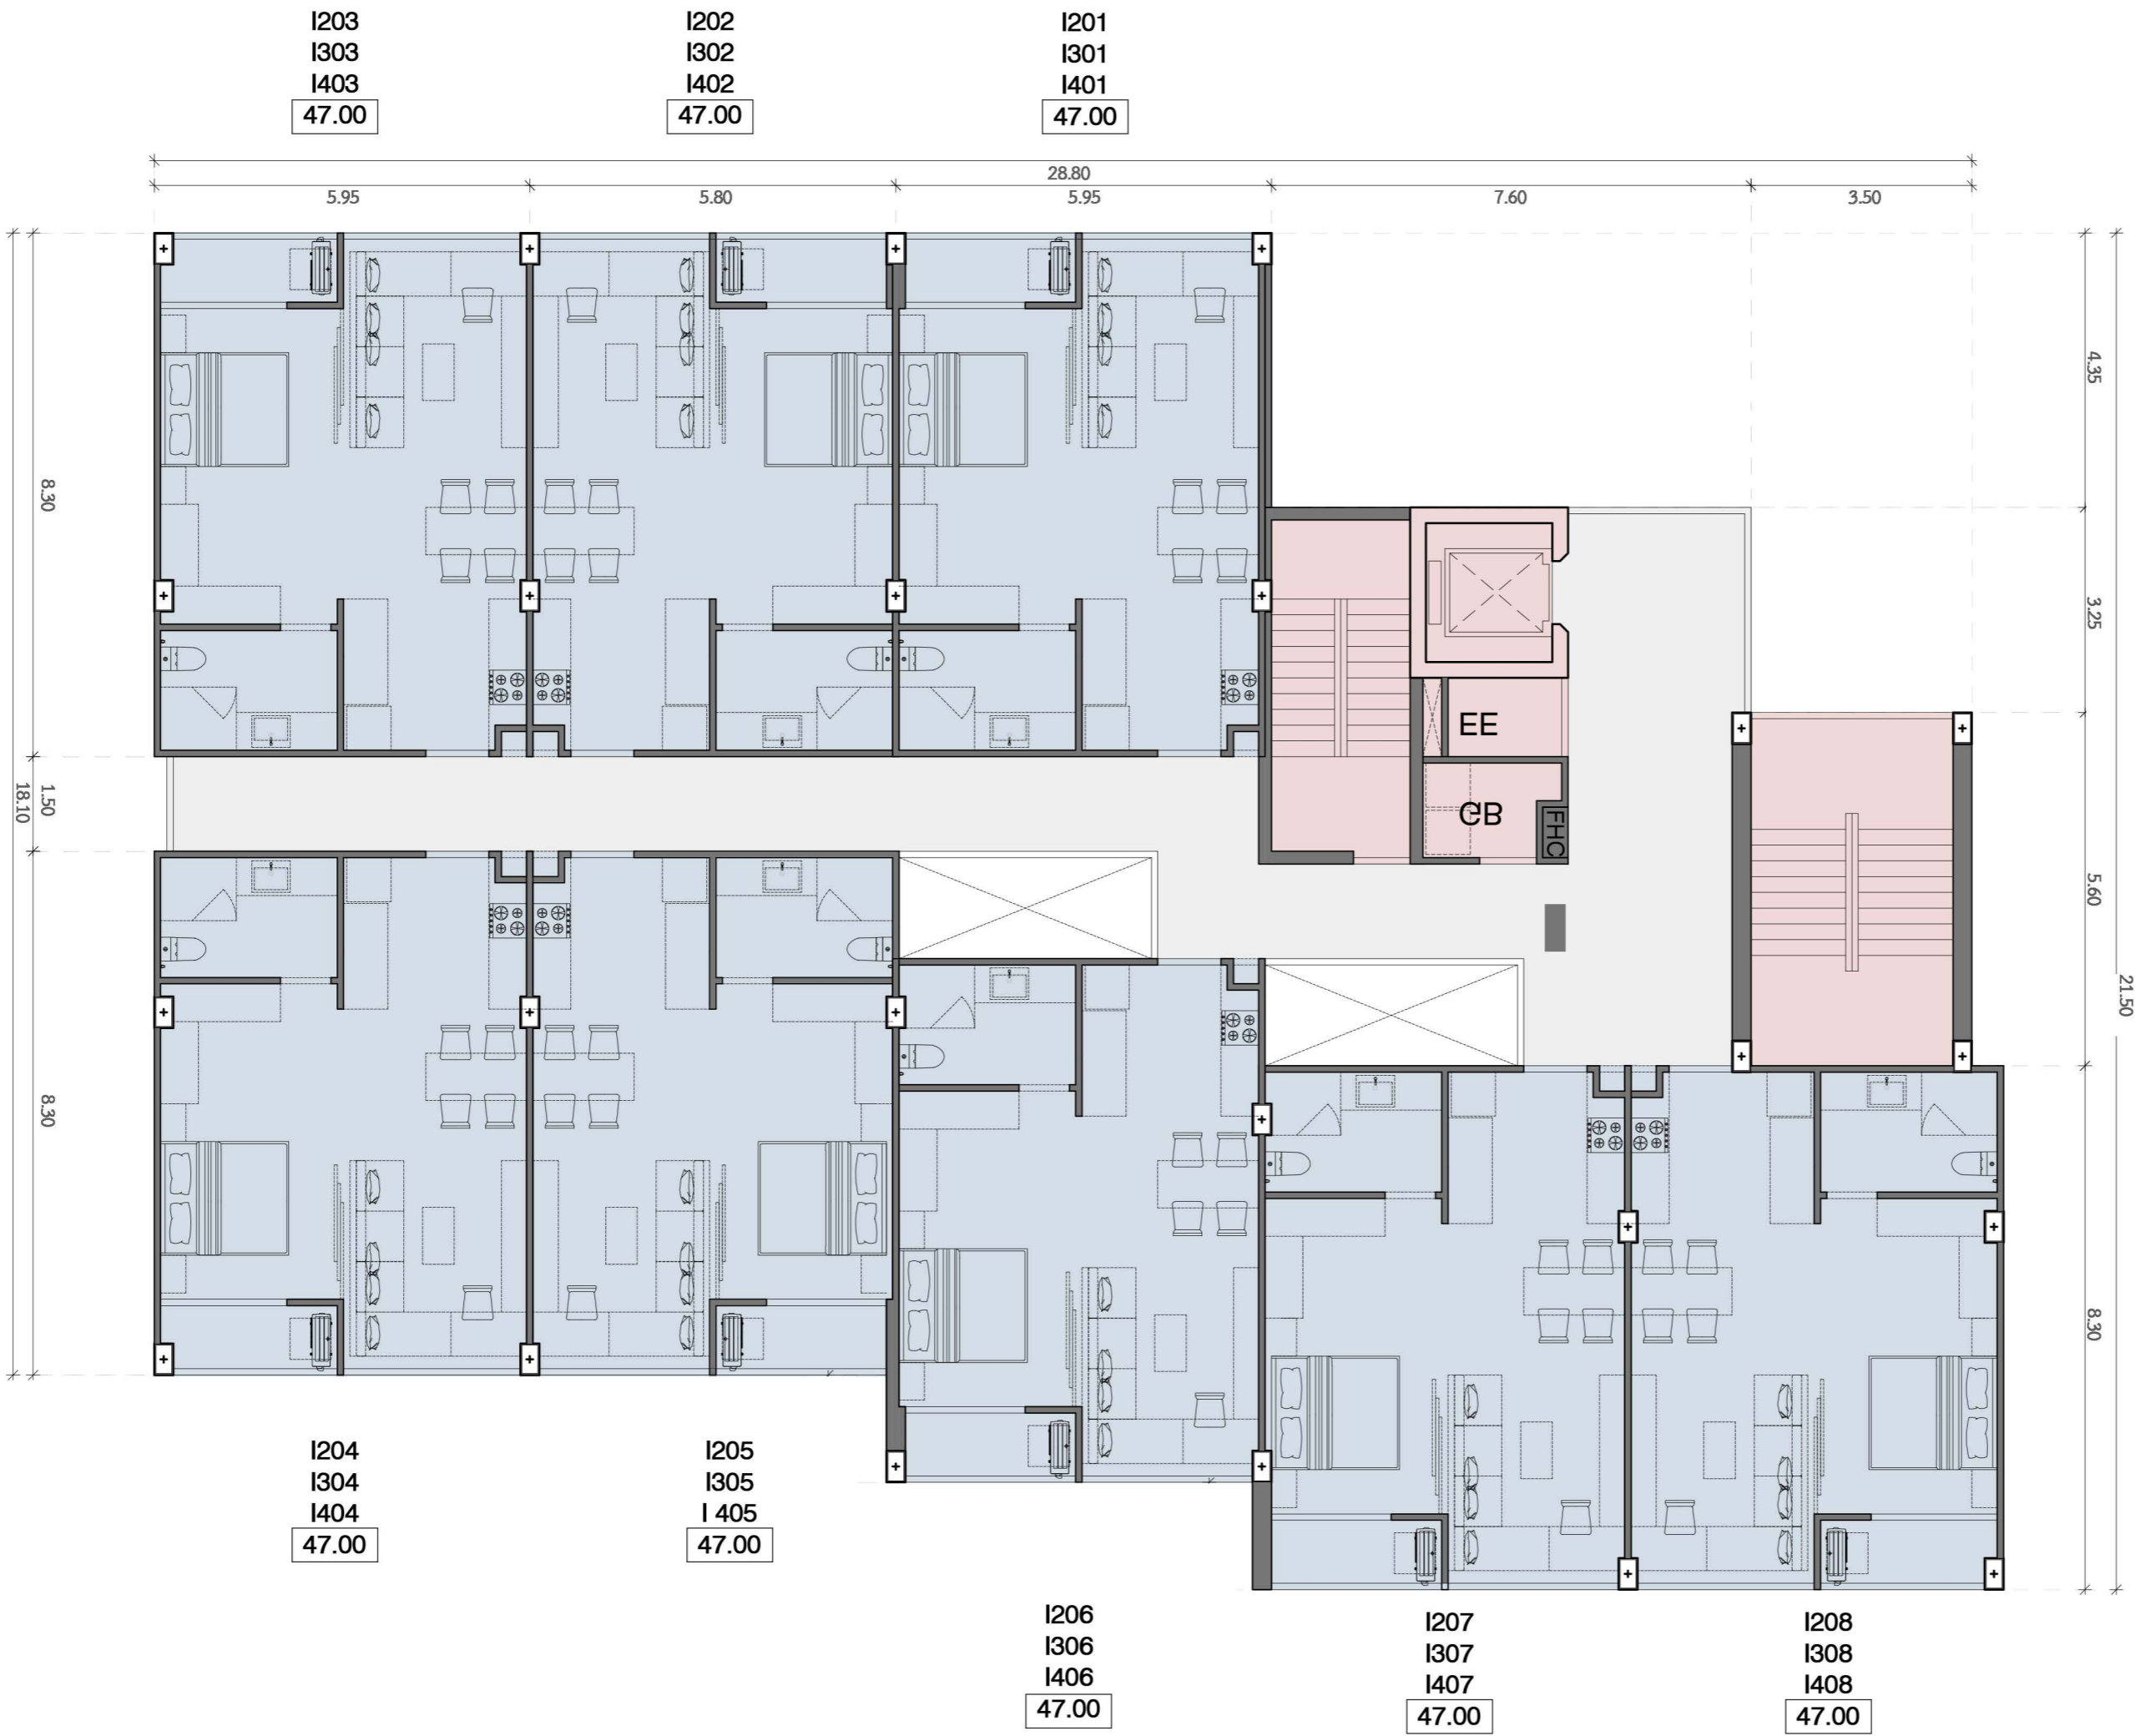 I203
I303
I403
47.00
I202
I302
I402
47.00
I201
I301
I401
47.00
28.80
5.95
5.80
5.95
7.60
3.50
8.30
1.50
18.10
8.30
4.35
3.25
5.60
21.50
8.30
EE
GB
FHC
I204
I304
I404
47.00
I205
I305
I 405
47.00
I206
I306
I406
47.00
I207
I307
I407
47.00
I208
I308
I408
47.00